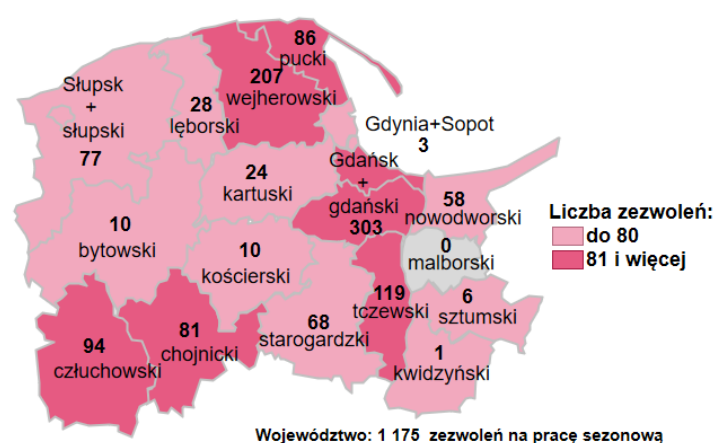 86
pucki
207
wejherowski
Słupsk
+
słupski
77
28
lęborski
Gdynia+Sopot
3
24
kartuski
Gdańsk
+
gdański
303
58
nowodworski
Liczba zezwoleń:
do 80
81 i więcej
10
bytowski
10
kościerski
0
malborski
119
tczewski
6
sztumski
94
człuchowski
81
chojnicki
68
starogardzki
1
kwidzyński
Województwo: 1 175 zezwoleń na pracę sezonową